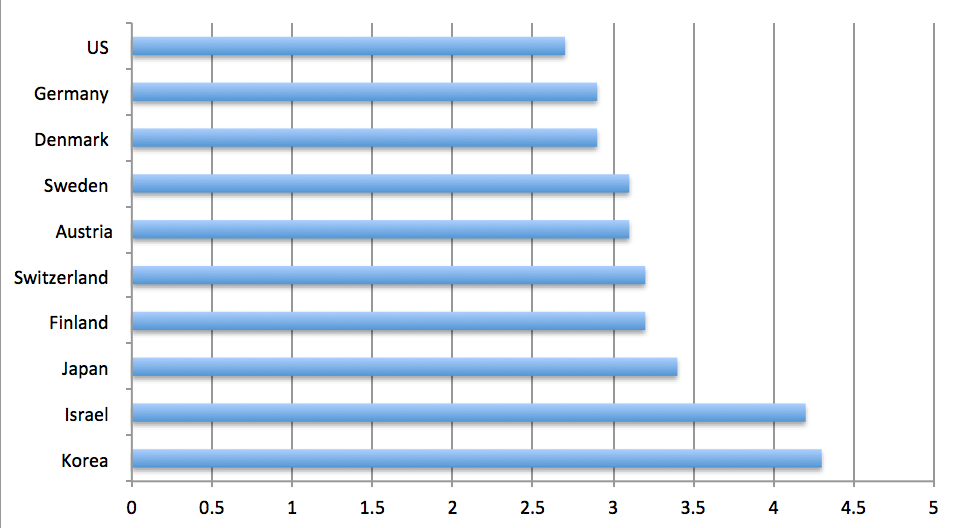 US
Germany
Denmark
Sweden
Austria
Switzerland
Finland
Japan
Israel
Korea
0 0.5 1 1.5 2 2.5 3 3.5 4 4.5 5